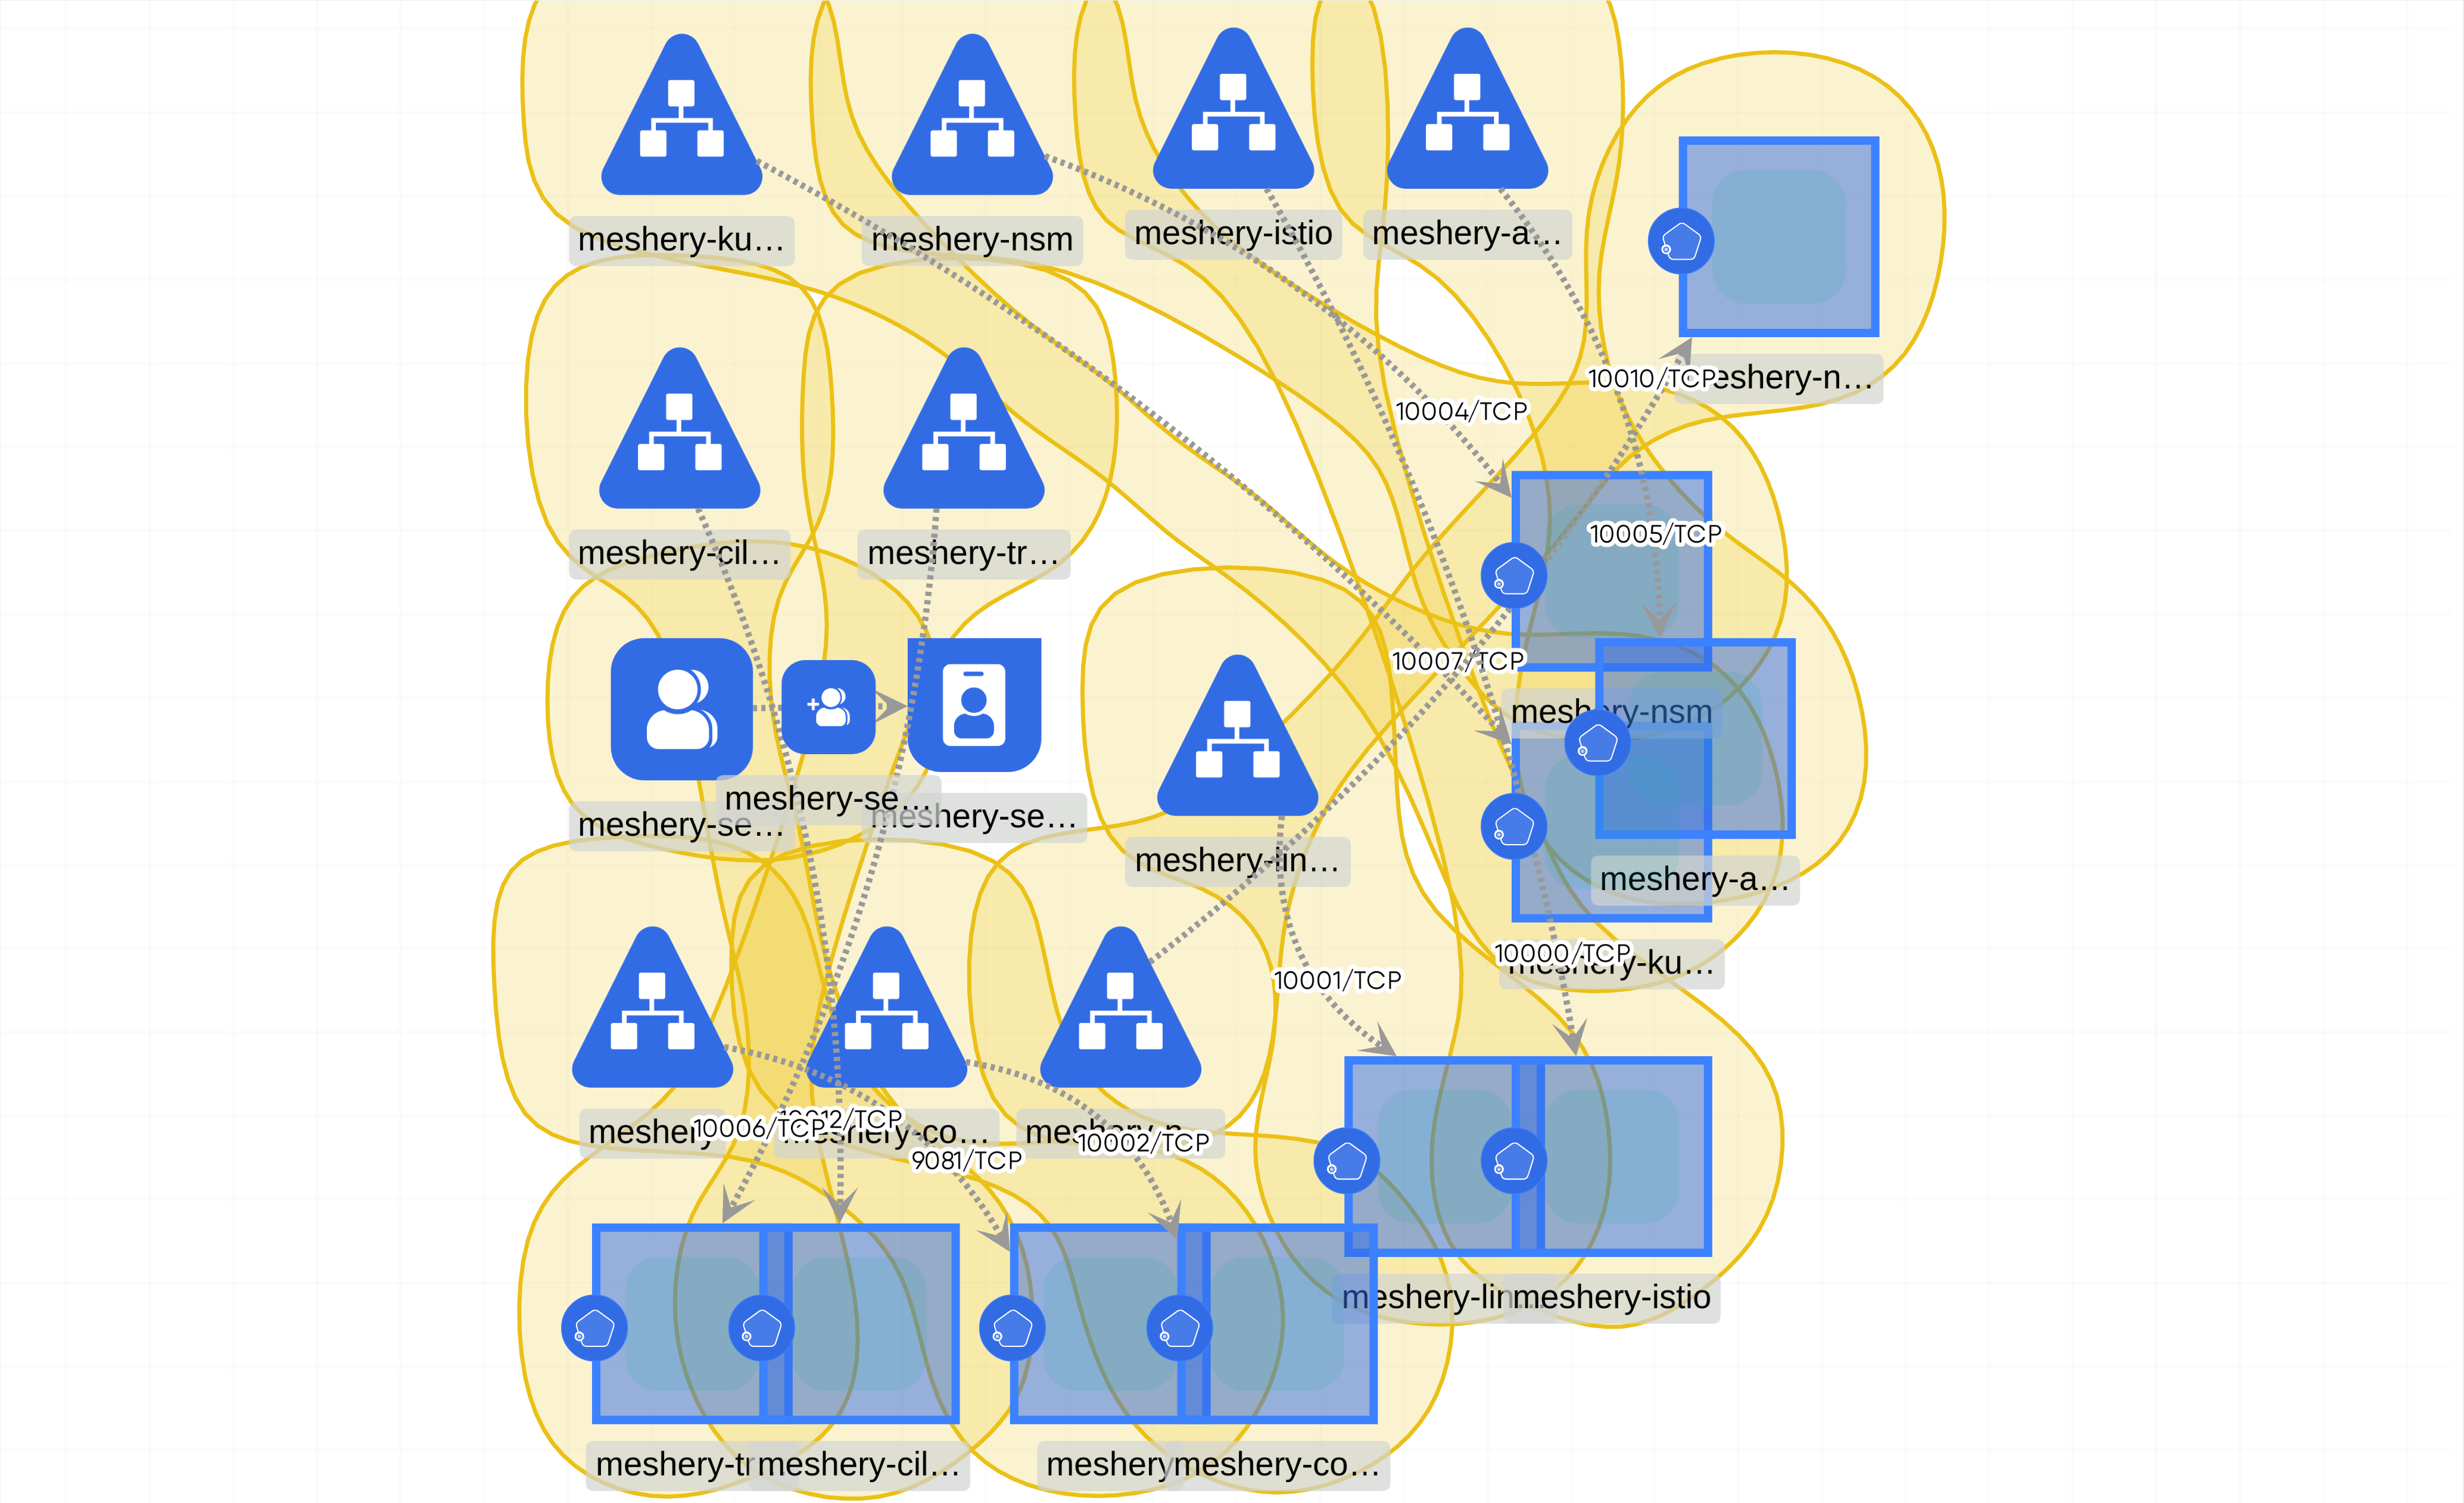 meshery-ku…
meshery-nsm
meshery-istio
meshery-a…
10010/TCP
eshery-n…
10004/TCP
10005/TCP
meshery-cil…
meshery-tr…
10007/TCP
meshery-nsm
meshery-se…
meshery-se…
meshery-se…
meshery-lin…
meshery-a…
10000/TCP
meshery-ku…
10001/TCP
meshery
10006/TCP
12/TCP
meshery-co…
meshery-n…
10002/TCP
9081/TCP
meshery-lin…
meshery-istio
meshery-tr
meshery-cil…
meshery
meshery-co…